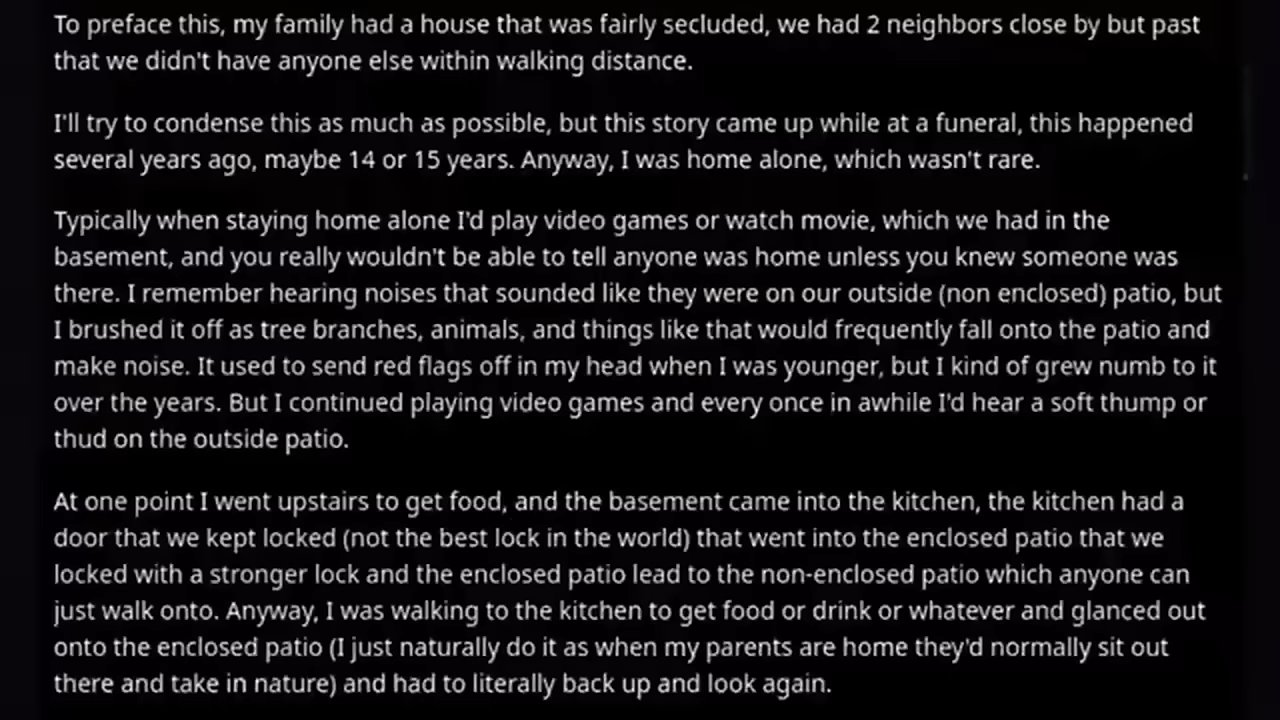 To preface this, my family had a house that was fairly secluded, we had 2 neighbors close by but past
that we didn't have anyone else within walking distance.
I'll try to condense this as much as possible, but this story came up while at a funeral, this happened
several years ago, maybe 14 or 15 years. Anyway, I was home alone, which wasn't rare.
Typically when staying home alone I'd play video games or watch movie, which we had in the
basement, and you really wouldn't be able to tell anyone was home unless you knew someone was
there. I remember hearing noises that sounded like they were on our outside (non enclosed) patio, but
I brushed it off as tree branches, animals, and things like that would frequently fall onto the patio and
make noise. It used to send red flags off in my head when I was younger, but I kind of grew numb to it
over the years. But I continued playing video games and every once in awhile I'd hear a soft thump or
thud on the outside patio.
At one point I went upstairs to get food, and the basement came into the kitchen, the kitchen had a
door that we kept locked (not the best lock in the world) that went into the enclosed patio that we
locked with a stronger lock and the enclosed patio lead to the non-enclosed patio which anyone can
just walk onto. Anyway, I was walking to the kitchen to get food or drink or whatever and glanced out
onto the enclosed patio (I just naturally do it as when my parents are home they'd normally sit out
there and take in nature) and had to literally back up and look again.